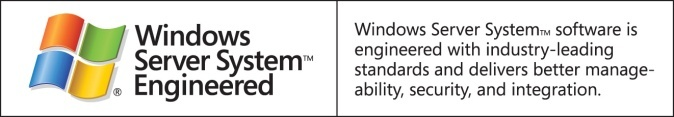 Windows
Server System™
Engineered
®
Windows Server System™ software is
engineered with industry-leading
standards and delivers better manage-
ability, security, and integration.